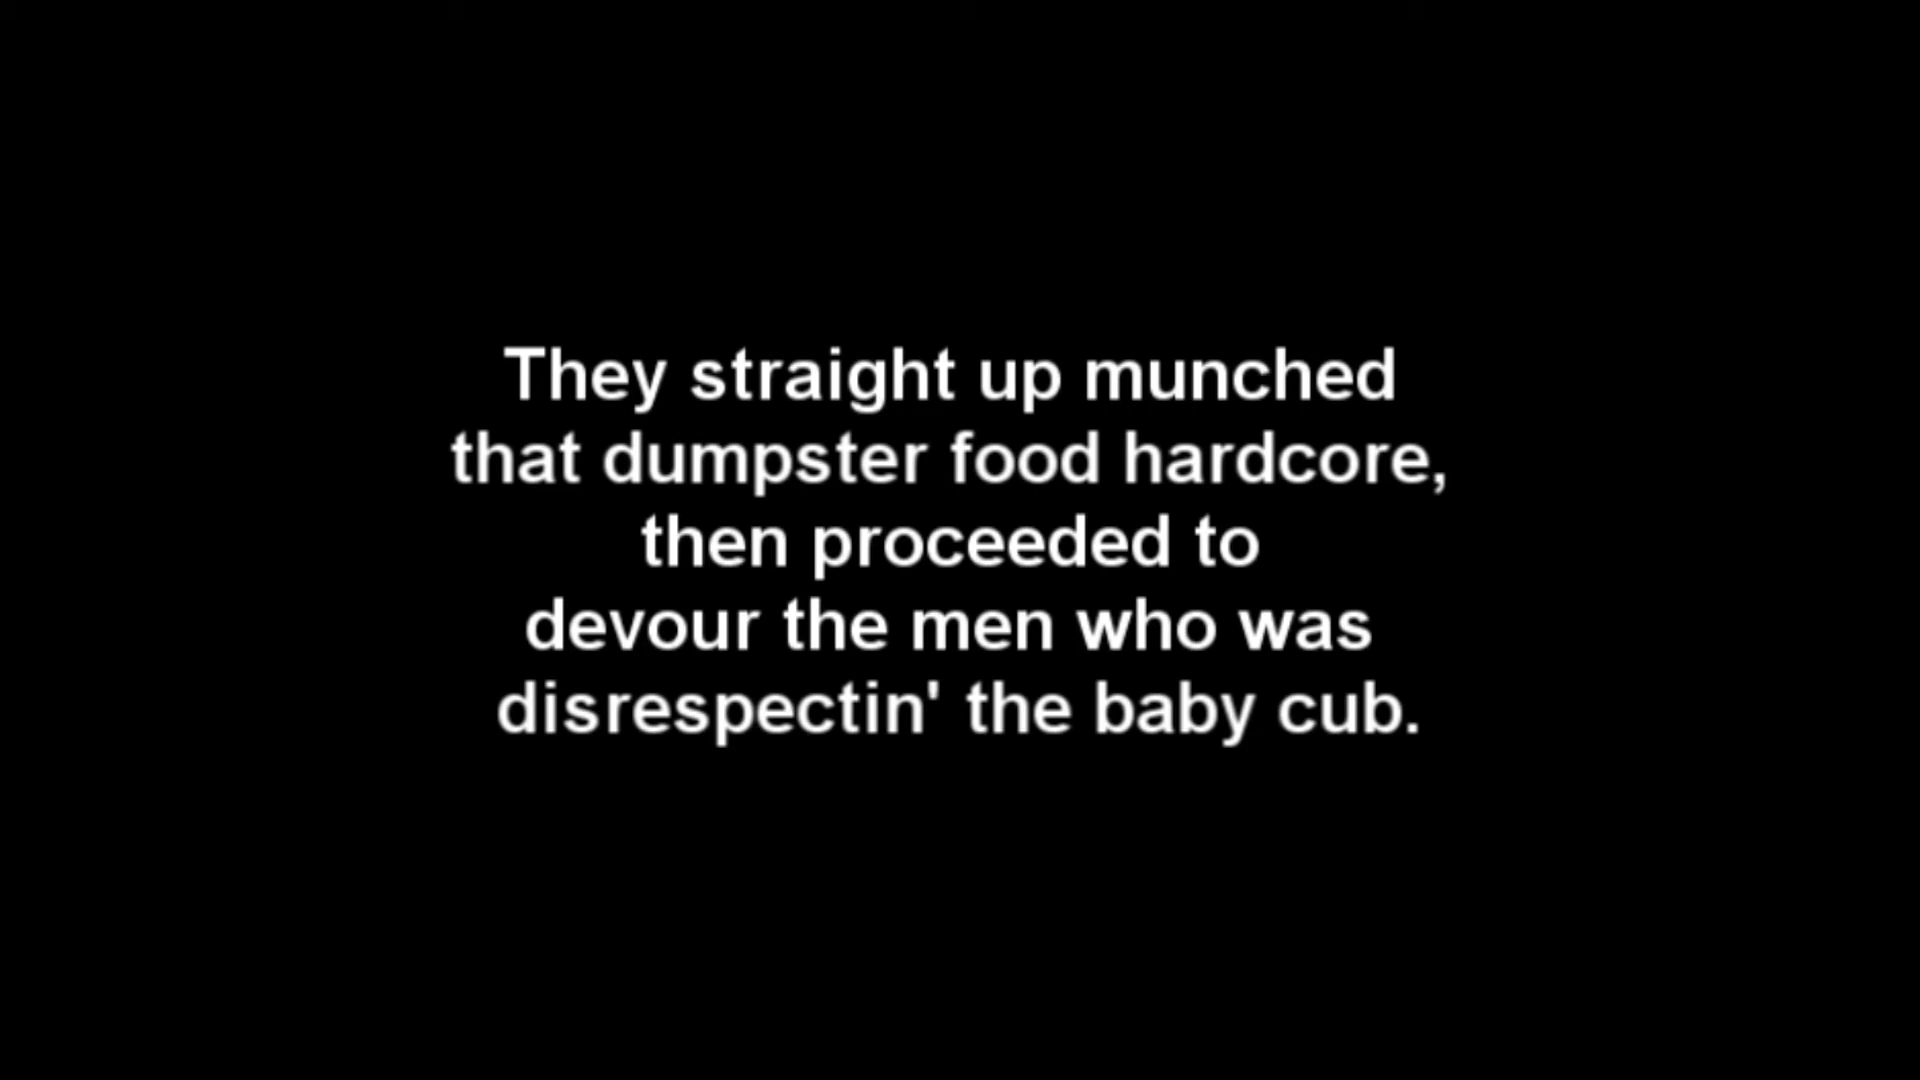 They straight up munched
that dumpster food hardcore,
then proceeded to
devour the men who was
disrespectin' the baby cub.